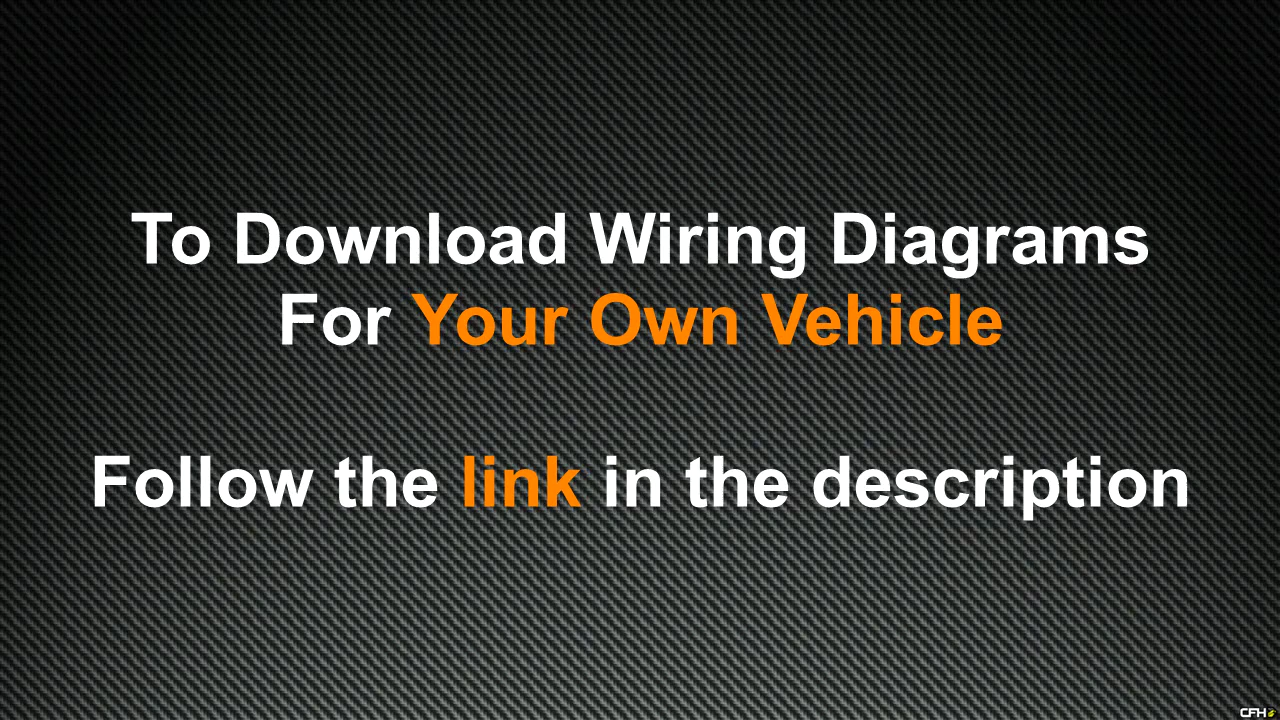 To Download Wiring Diagrams
For Your Own Vehicle
Follow the link in the description
CFH